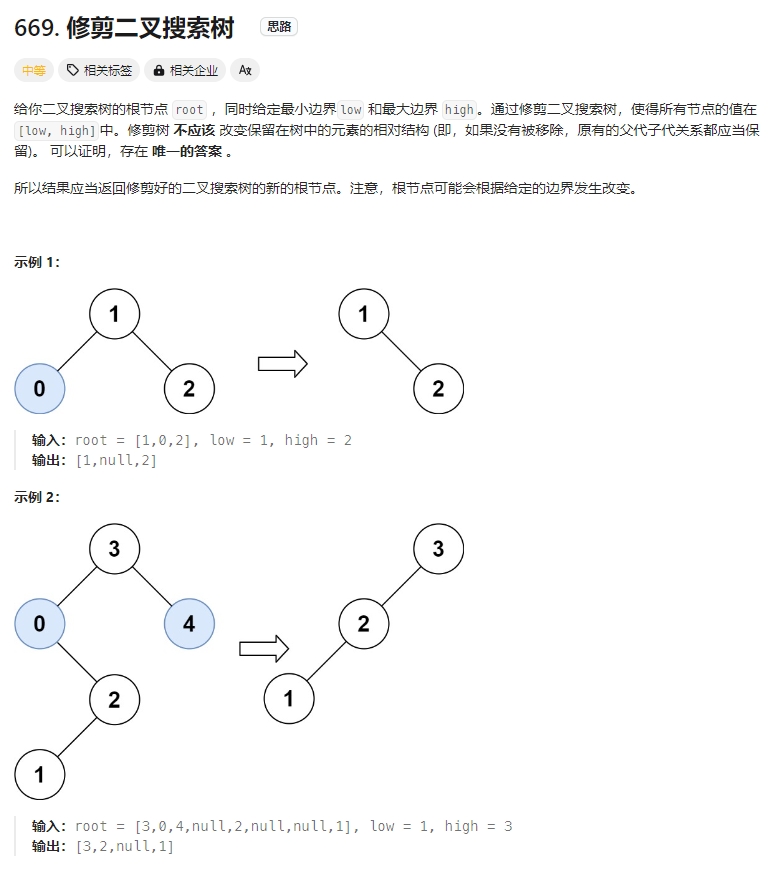 669. 修剪二叉搜索树 思路
中等 相关标签 相关企业 Aぇ
给你二叉搜索树的根节点 root ，同时给定最小边界low 和最大边界 high。通过修剪二叉搜索树，使得所有节点的值在
[low, high]中。修剪树 不应该 改变保留在树中的元素的相对结构 (即，如果没有被移除，原有的父代子代关系都应当保
留)。 可以证明，存在 唯一的答案 。
所以结果应当返回修剪好的二叉搜索树的新的根节点。注意，根节点可能会根据给定的边界发生改变。
示例 1：
1
1
0
2
2
输入：root = [1,0,2], low = 1, high = 2
输出：[1,null,2]
示例 2：
3
3
0
4
2
2
1
1
输入：root = [3,0,4,null,2,null,null,1], low = 1, high = 3
输出：[3,2,null,1]